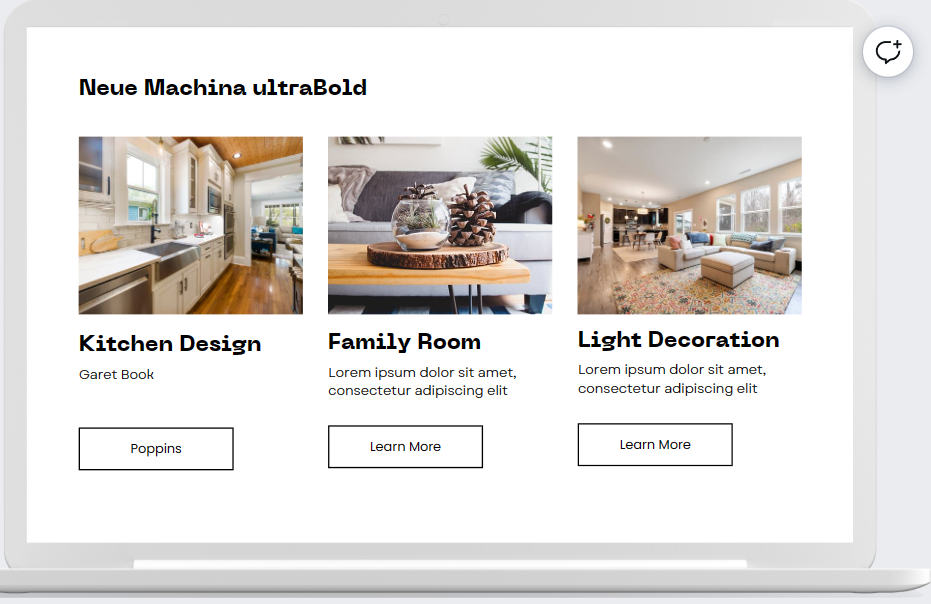 Neue Machina ultraBold
Kitchen Design
Garet Book
Poppins
Family Room
Lorem ipsum dolor sit amet,
consectetur adipiscing elit
Learn More
Light Decoration
Lorem ipsum dolor sit amet,
consectetur adipiscing elit
Learn More